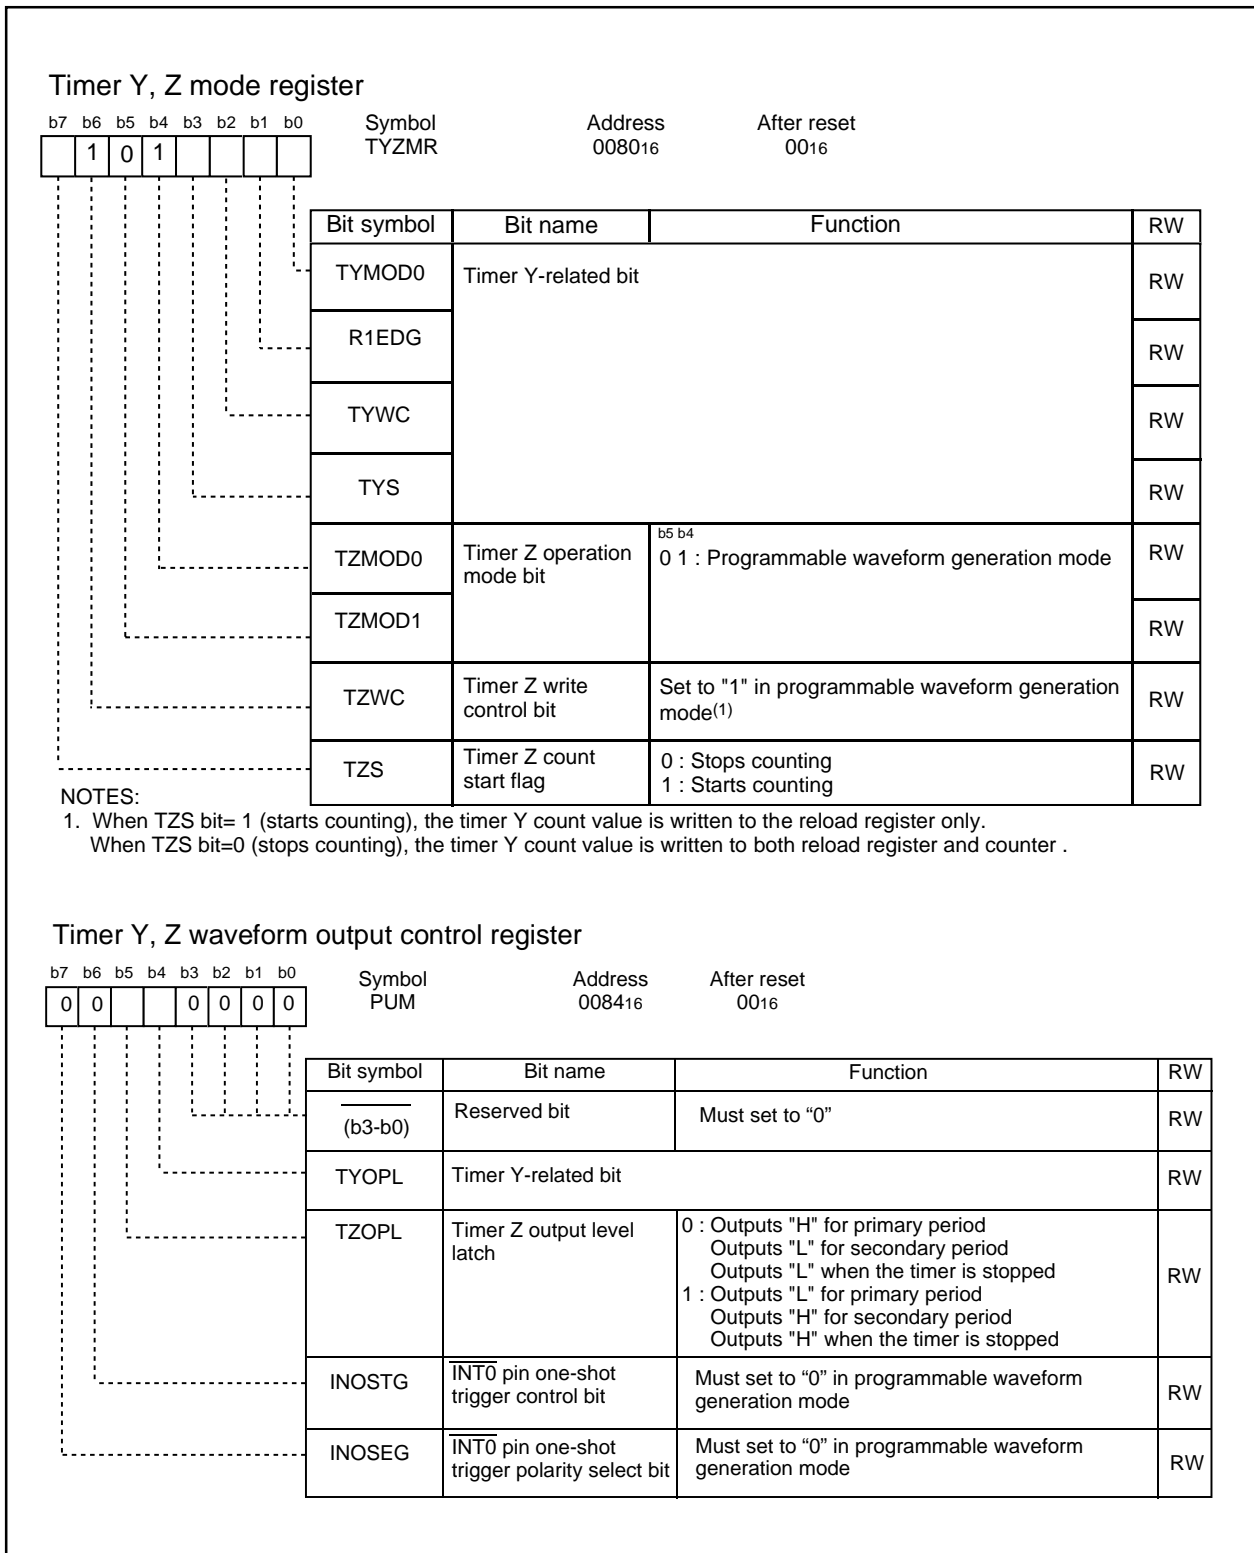 Timer Y, Z mode register
b7 b6 b5 b4 b3 b2 b1 b0
Symbol Address After reset
TYZMR 008016 0016
1 0 1
Bit symbol Bit name Function RW
TYMOD0 Timer Y-related bit RW
R1EDG RW
TYWC RW
TYS RW
b5 b4
TZMOD0 Timer Z operation mode bit 0 1 : Programmable waveform generation mode RW
TZMOD1 RW
TZWC Timer Z write control bit Set to "1" in programmable waveform generation mode(1) RW
TZS Timer Z count start flag 0 : Stops counting
1 : Starts counting RW
NOTES:
1. When TZS bit= 1 (starts counting), the timer Y count value is written to the reload register only.
When TZS bit=0 (stops counting), the timer Y count value is written to both reload register and counter .
Timer Y, Z waveform output control register
b7 b6 b5 b4 b3 b2 b1 b0
Symbol Address After reset
PUM 008416 0016
0 0 0 0 0 0
Bit symbol Bit name Function RW
(b3-b0) Reserved bit Must set to “0” RW
TYOPL Timer Y-related bit RW
TZOPL Timer Z output level latch 0 : Outputs "H" for primary period
Outputs "L" for secondary period
Outputs "L" when the timer is stopped
1 : Outputs "L" for primary period
Outputs "H" for secondary period
Outputs "H" when the timer is stopped RW
INOSTG INT0 pin one-shot trigger control bit Must set to “0” in programmable waveform generation mode RW
INOSEG INT0 pin one-shot trigger polarity select bit Must set to “0” in programmable waveform generation mode RW